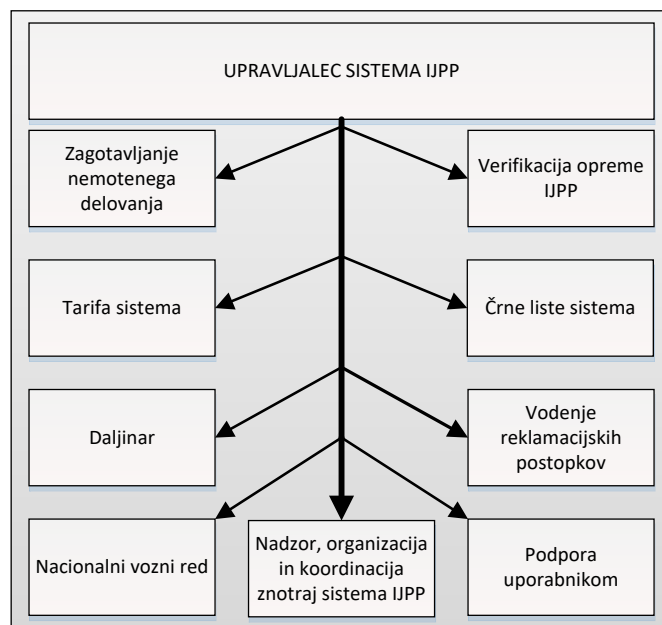 UPRAVLJALEC SISTEMA IJPP
Zagotavljanje
nemotenega
delovanja
Verifikacija opreme
IJPP
Tarifa sistema
Črne liste sistema
Daljinar
Vodenje
reklamacijskih
postopkov
Nacionalni vozni red
Nadzor, organizacija
in koordinacija
znotraj sistema IJPP
Podpora
uporabnikom